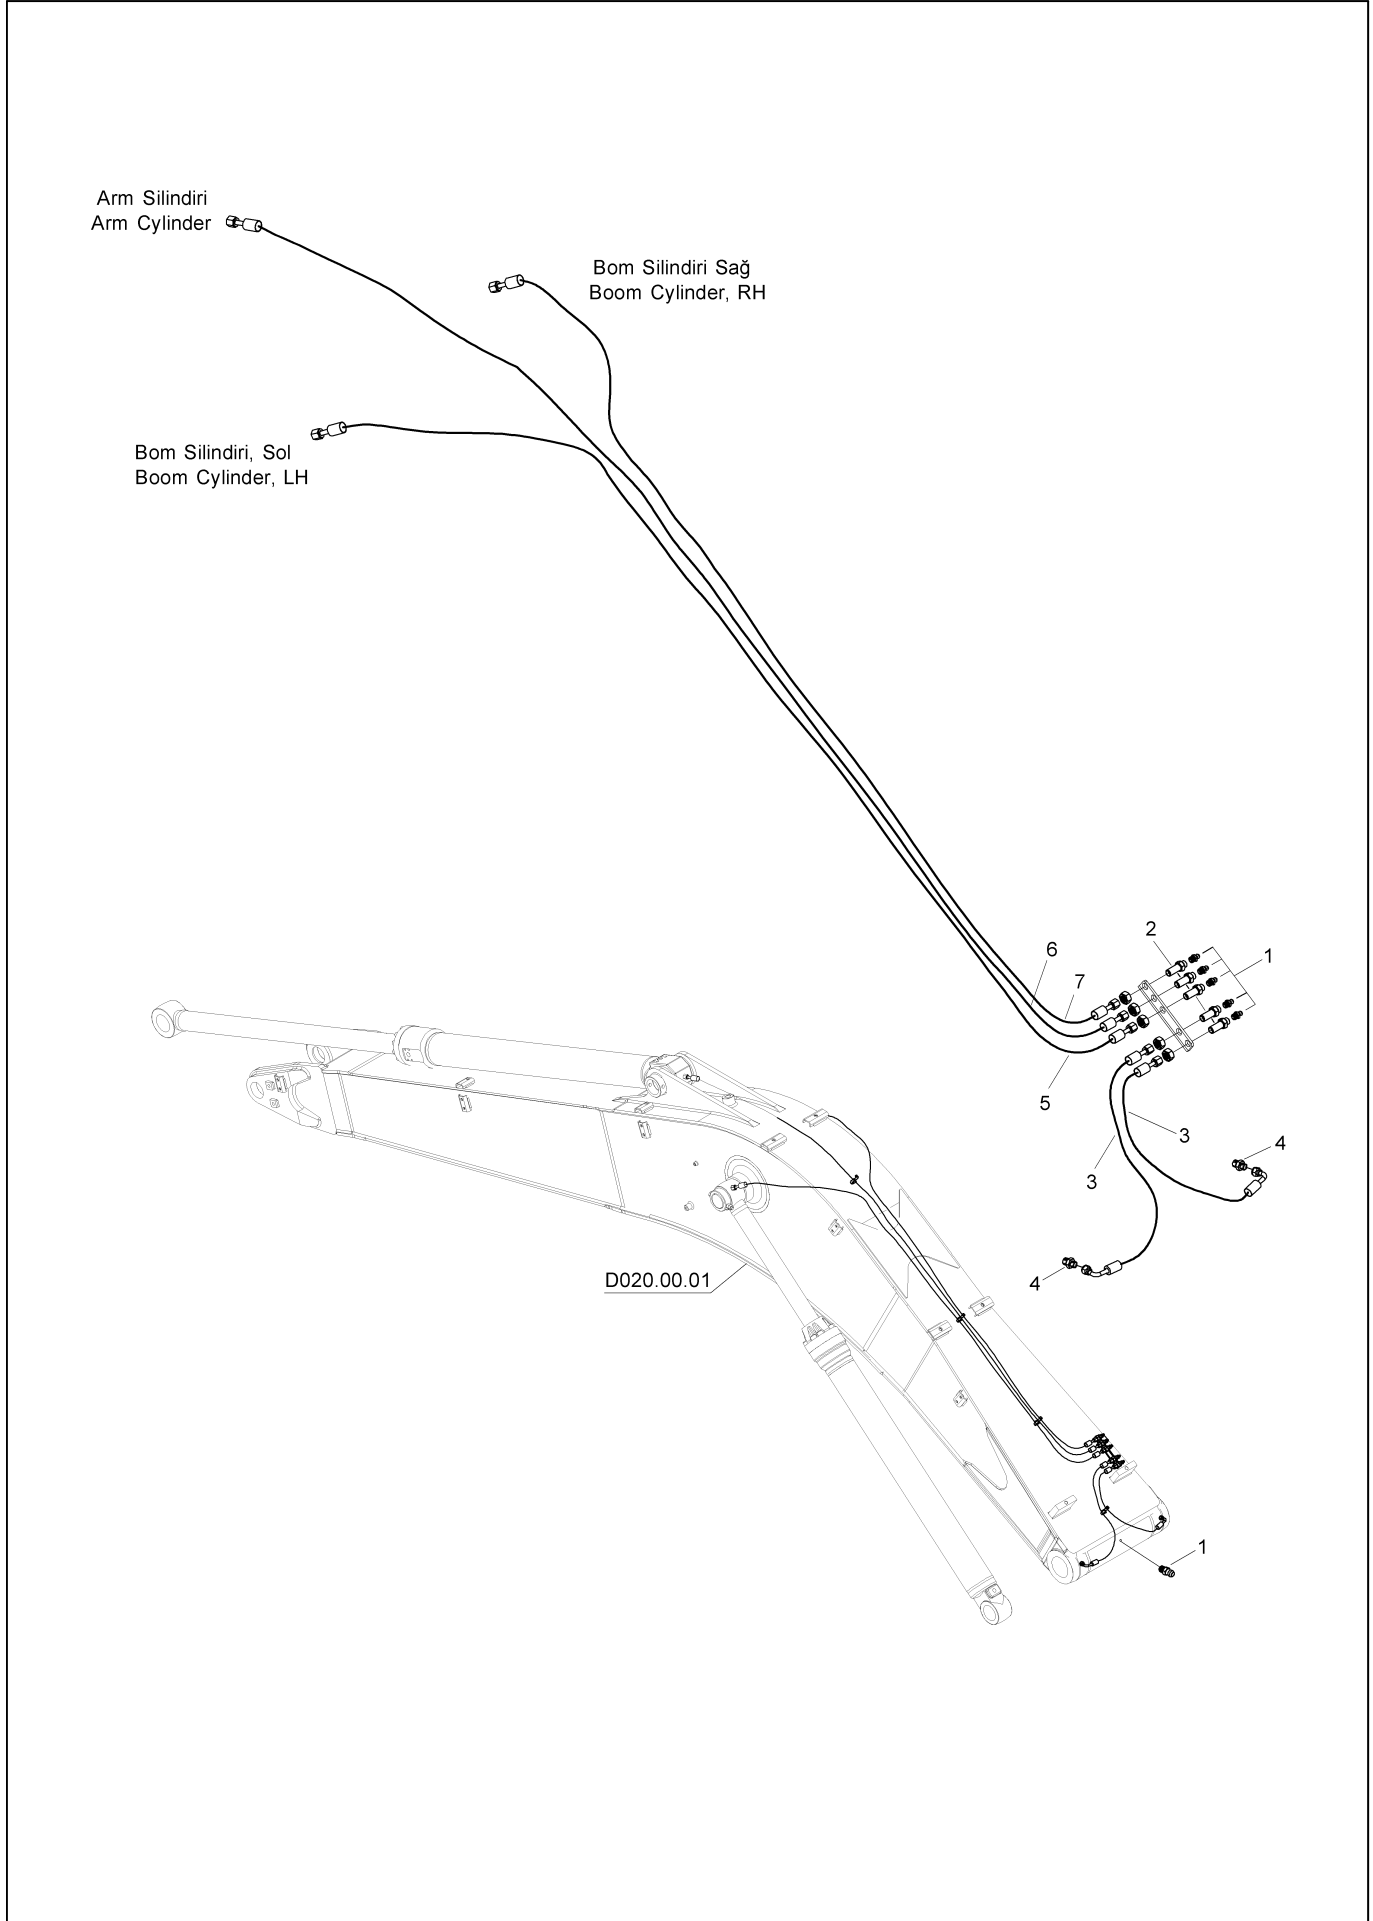 Arm Silindiri
Arm Cylinder
Bom Silindiri Sağ
Boom Cylinder, RH
Bom Silindiri, Sol
Boom Cylinder, LH
2
1
6
7
5
3
3
4
4
D020.00.01
1